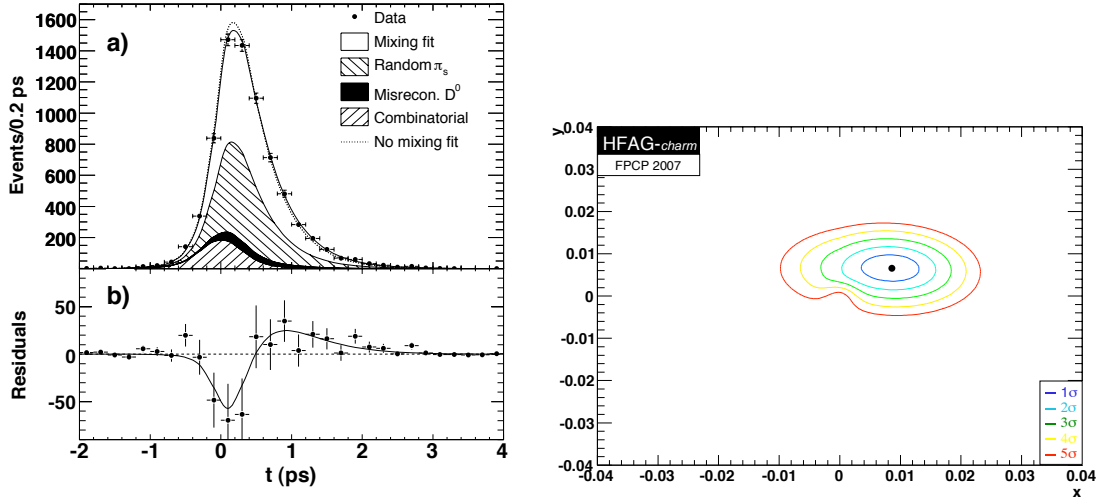 a)
Data
Mixing fit
Random π_s
Misrecon. D⁰
Combinatorial
No mixing fit
Events/0.2 ps
1600
1400
1200
1000
800
600
400
200
b)
Residuals
50
0
-50
-2 -1 0 1 2 3 4
t (ps)
y
0.04
0.03
0.02
0.01
0
-0.01
-0.02
-0.03
-0.04
HFAG-charm
FPCP 2007
1σ
2σ
3σ
4σ
5σ
-0.04 -0.03 -0.02 -0.01 0 0.01 0.02 0.03 0.04
x